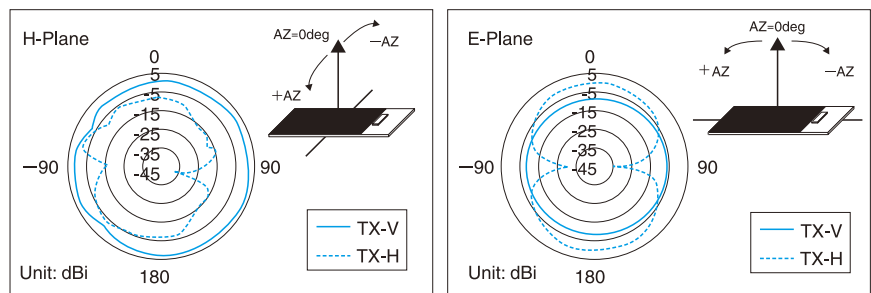 H-Plane
AZ=0deg
—AZ
+AZ
0
5
-5
-15
-25
-35
-45
—90
90
180
TX-V
TX-H
Unit: dBi
E-Plane
AZ=0deg
+AZ
—AZ
0
5
-5
-15
-25
-35
-45
—90
90
180
TX-V
TX-H
Unit: dBi